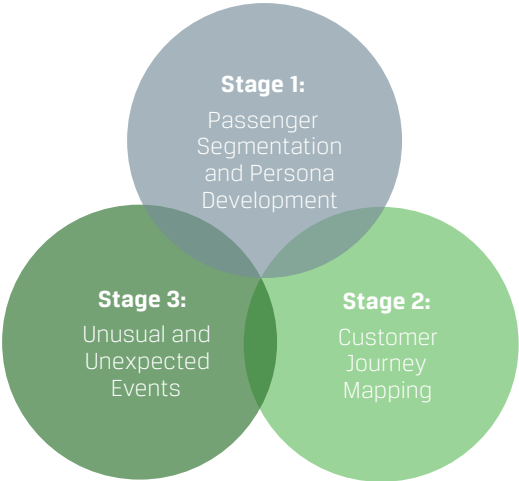 Stage 1:
Passenger
Segmentation
and Persona
Development
Stage 3:
Unusual and
Unexpected
Events
Stage 2:
Customer
Journey
Mapping